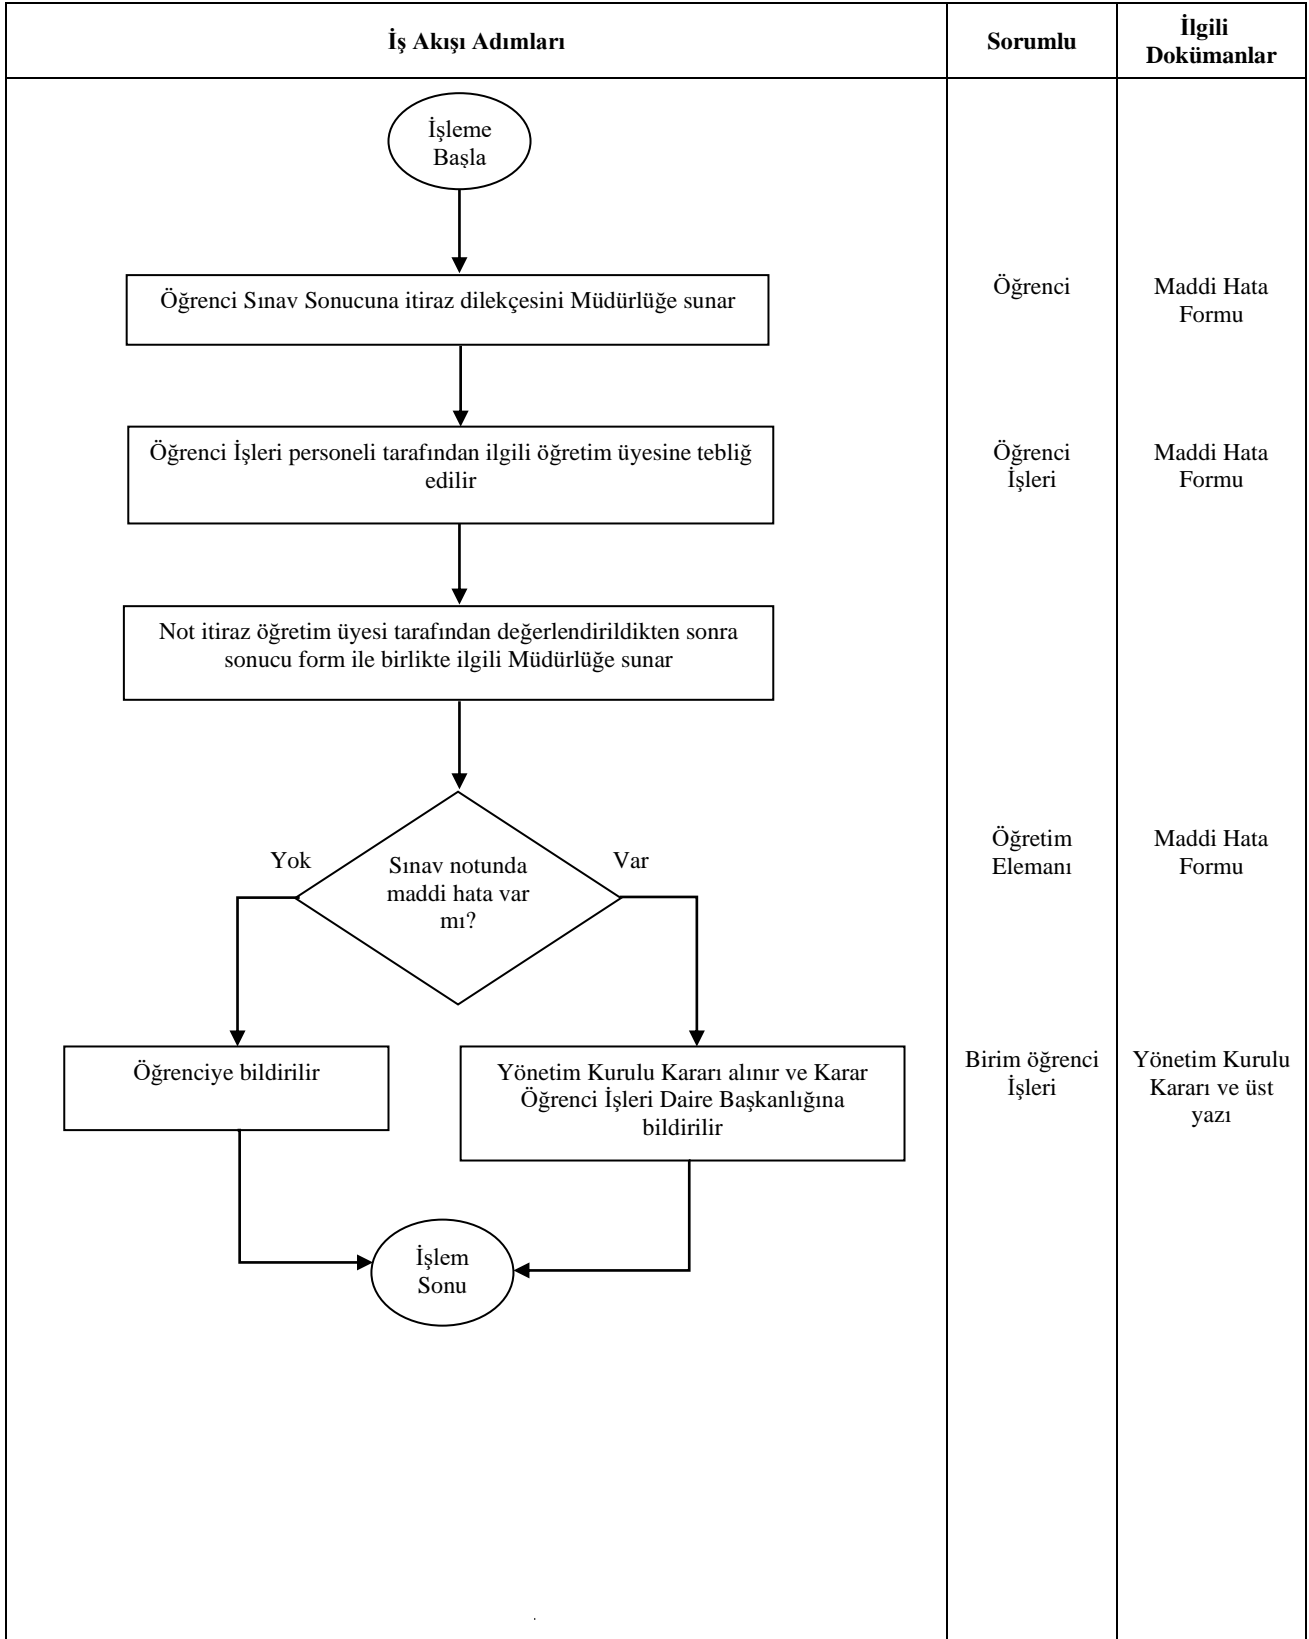 İş Akışı Adımları
Sorumlu
İlgili
Dokümanlar
İşleme
Başla
Öğrenci Sınav Sonucuna itiraz dilekçesini Müdürlüğe sunar
Öğrenci
Maddi Hata
Formu
Öğrenci İşleri personeli tarafından ilgili öğretim üyesine tebliğ
edilir
Öğrenci
İşleri
Maddi Hata
Formu
Not itiraz öğretim üyesi tarafından değerlendirildikten sonra
sonucu form ile birlikte ilgili Müdürlüğe sunar
Yok
Sınav notunda
maddi hata var
mı?
Var
Öğretim
Elemanı
Maddi Hata
Formu
Öğrenciye bildirilir
Yönetim Kurulu Kararı alınır ve Karar
Öğrenci İşleri Daire Başkanlığına
bildirilir
Birim öğrenci
İşleri
Yönetim Kurulu
Kararı ve üst
yazı
İşlem
Sonu